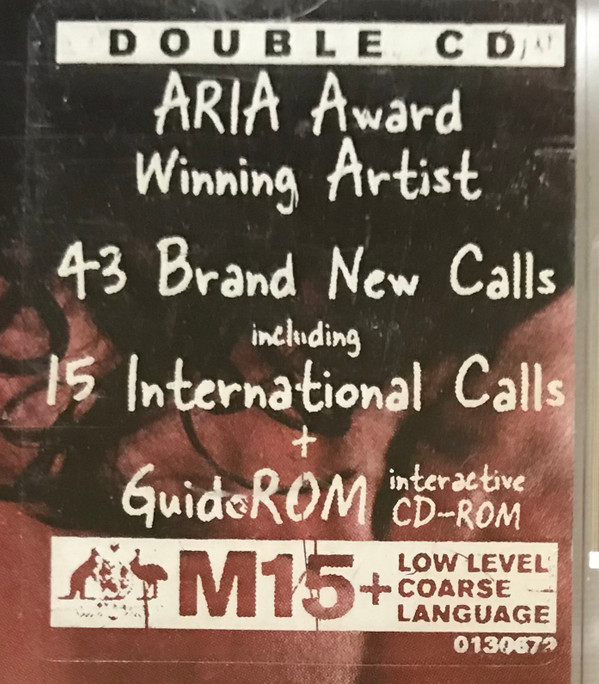 DOUBLE CD
ARIA Award
Winning Artist
43 Brand New Calls
including
15 International Calls
+
GuideROM interactive
CD-ROM
M15+ LOW LEVEL
COARSE
LANGUAGE